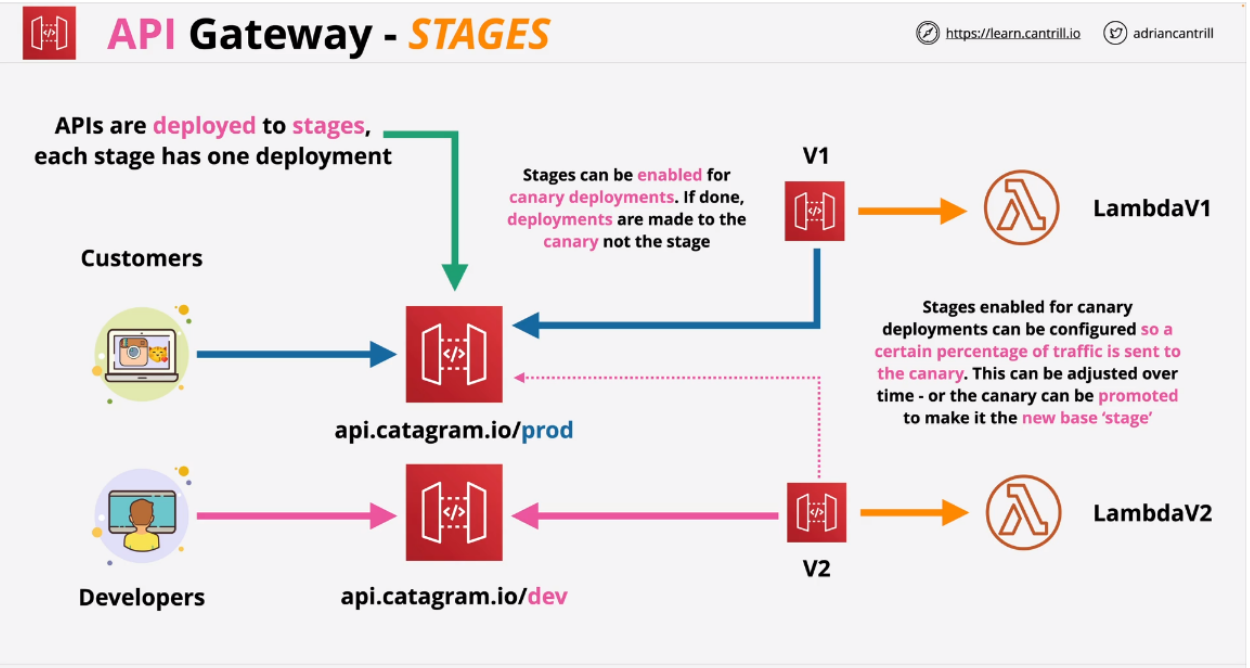 API Gateway - STAGES
https://learn.cantrill.io
adriancantrill
APIs are deployed to stages,
each stage has one deployment
Stages can be enabled for
canary deployments. If done,
deployments are made to the
canary not the stage
V1
LambdaV1
Customers
Stages enabled for canary
deployments can be configured so a
certain percentage of traffic is sent to
the canary. This can be adjusted over
time - or the canary can be promoted
to make it the new base ‘stage’
api.catagram.io/prod
LambdaV2
V2
Developers
api.catagram.io/dev